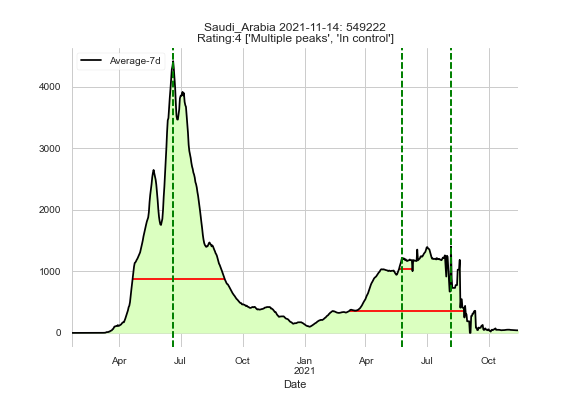 Saudi_Arabia 2021-11-14: 549222
Rating:4 ['Multiple peaks', 'In control']
Average-7d
4000
3000
2000
1000
0
Apr Jul Oct Jan Apr Jul Oct
2021
Date